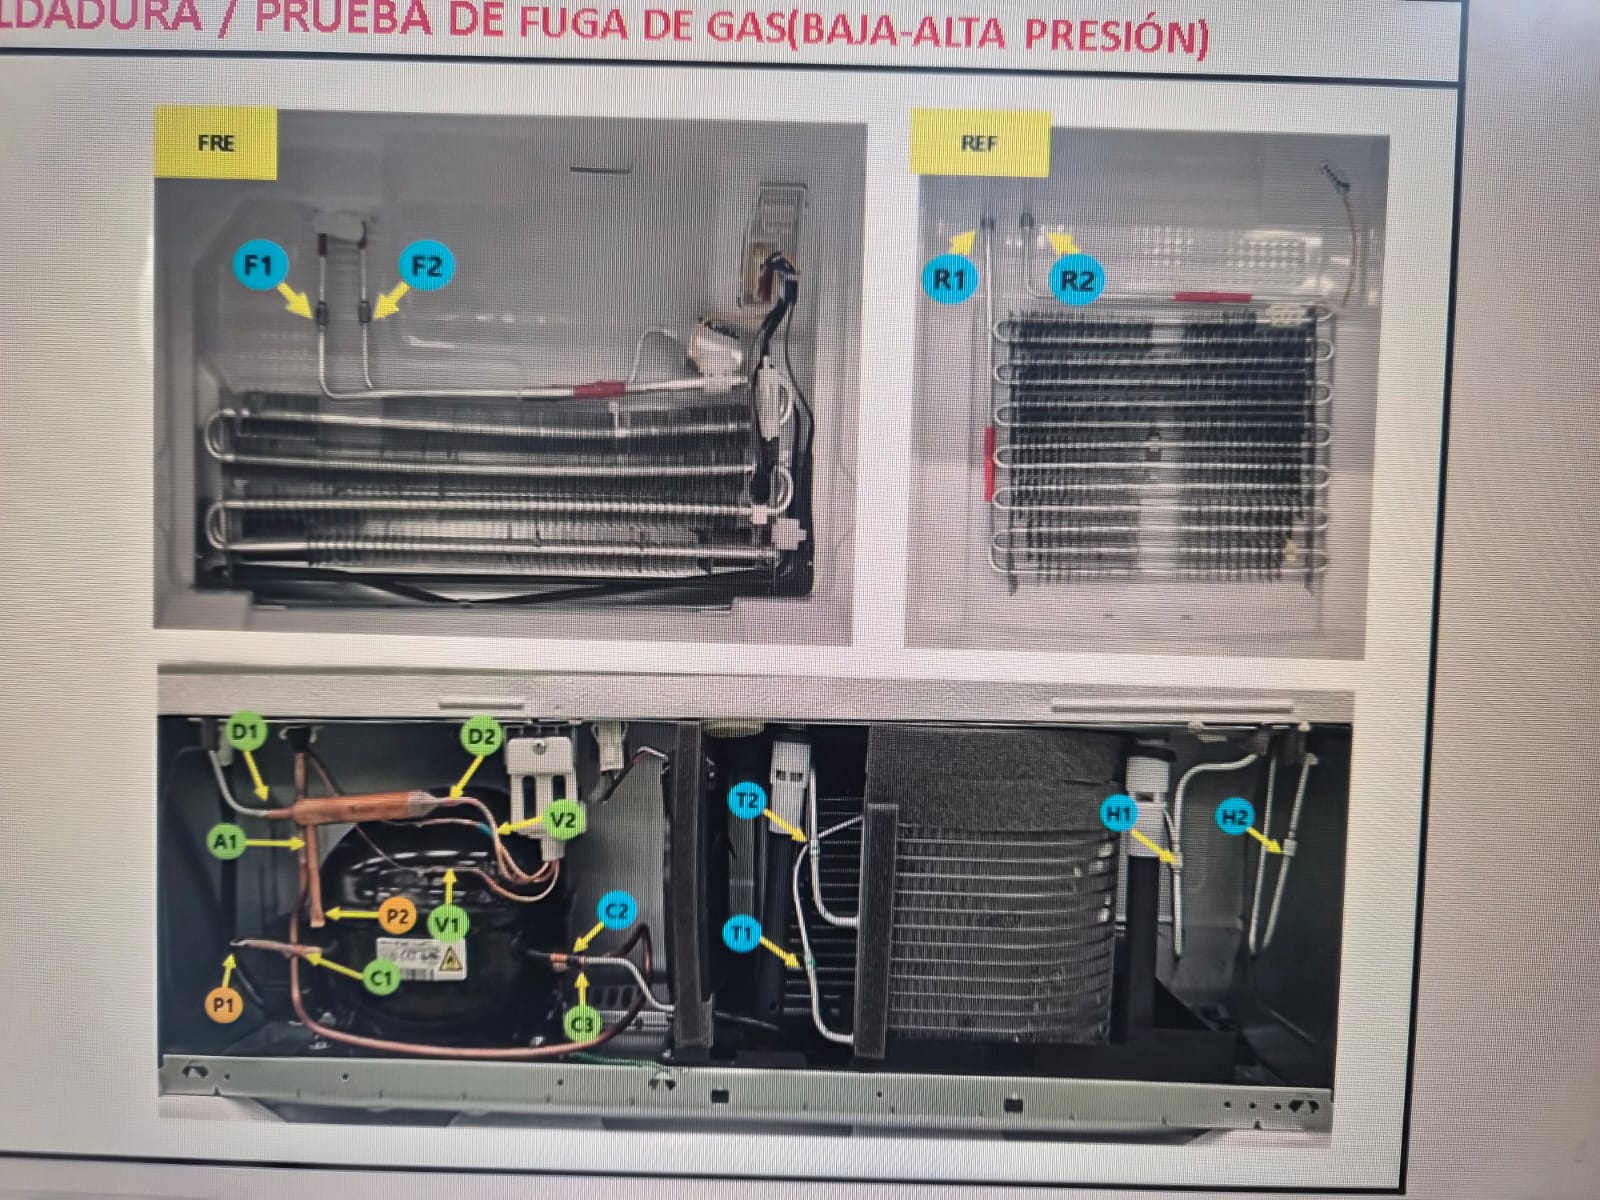 LDADURA / PRUEBA DE FUGA DE GAS(BAJA-ALTA PRESIÓN)
FRE
REF
F1
F2
R1
R2
D1
D2
A1
V2
P2
V1
C1
P1
C2
C3
T2
T1
H1
H2